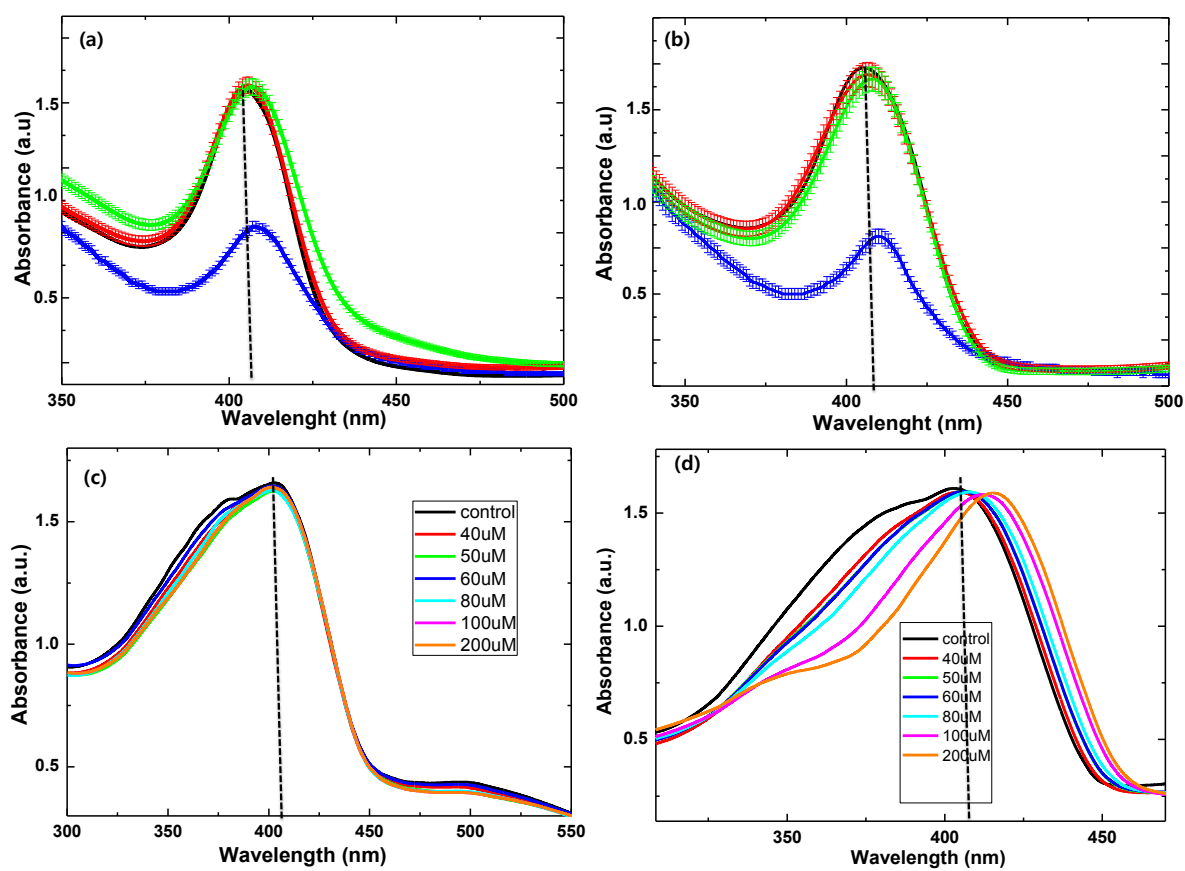 (a)
Absorbance (a.u)
1.5
1.0
0.5
350
400
450
500
Wavelenght (nm)
(b)
Absorbance (a.u)
1.5
1.0
0.5
350
400
450
500
Wavelenght (nm)
(c)
Absorbance (a.u.)
1.5
1.0
0.5
300
350
400
450
500
550
Wavelength (nm)
control
40uM
50uM
60uM
80uM
100uM
200uM
(d)
Absorbance (a.u.)
1.5
1.0
0.5
350
400
450
Wavelength (nm)
control
40uM
50uM
60uM
80uM
100uM
200uM